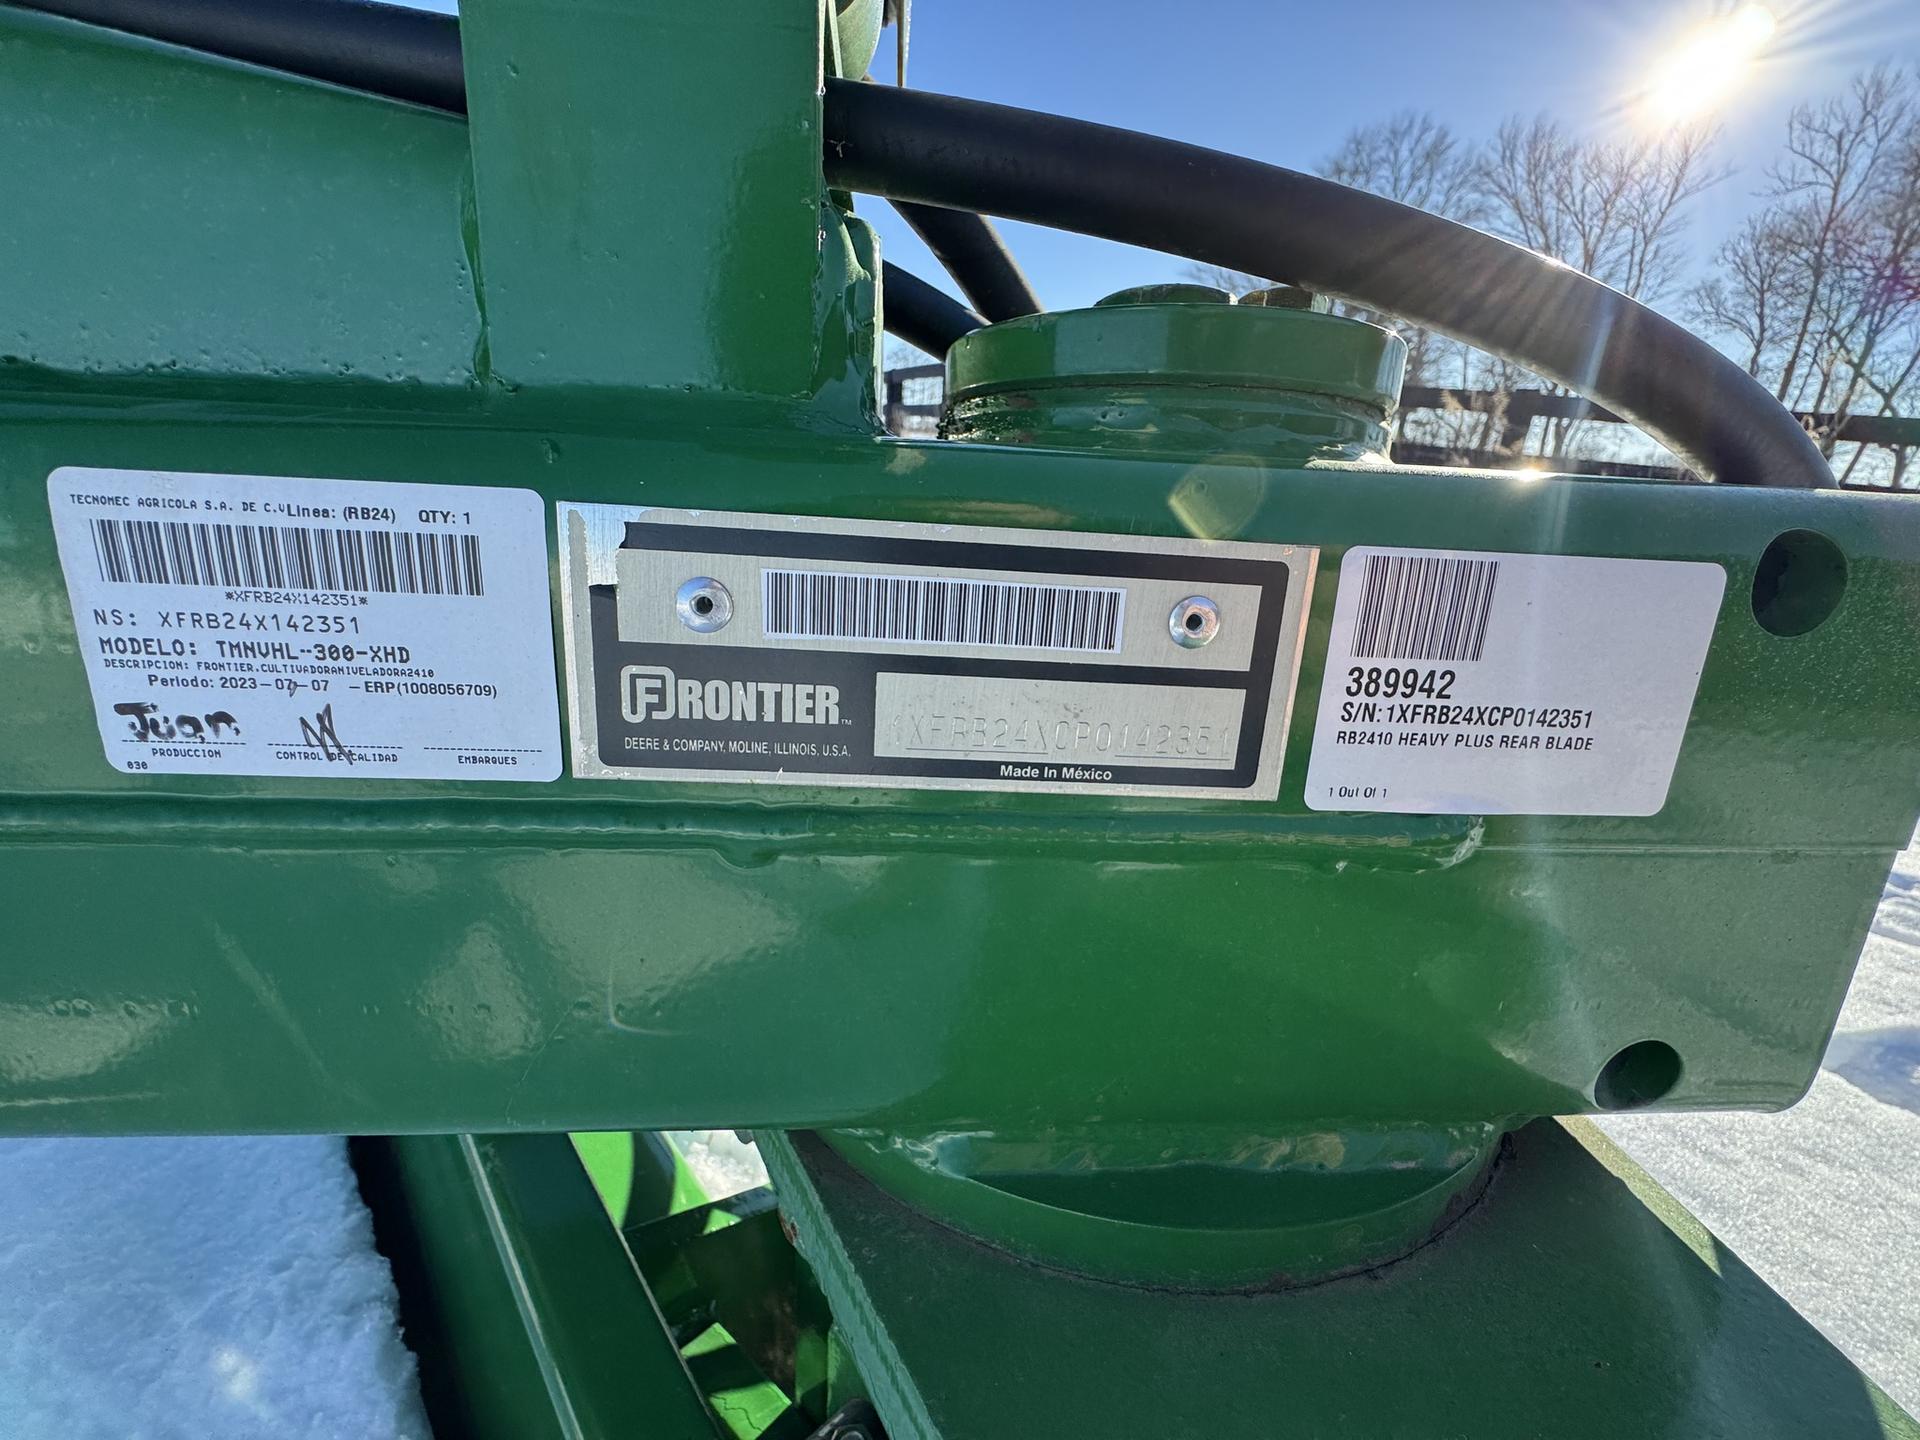 TECNOMEC AGRICOLA S.A. DE C.V Linea: (RB24) QTY: 1
*XFRB24X142351*
NS: XFRB24X142351
MODELO: TMNVHL-300-XHD
DESCRIPCION: FRONTIER.CULTIVADORANIVELADORA2410
Periodo: 2023-07-07 -ERP(1008056709)
Juan
PRODUCCION CONTROL DE CALIDAD EMBARQUES
030
FRONTIER™
DEERE & COMPANY, MOLINE, ILLINOIS, U.S.A.
1XFRB24XCP0142351
Made In México
389942
S/N:1XFRB24XCP0142351
RB2410 HEAVY PLUS REAR BLADE
1 Out Of 1